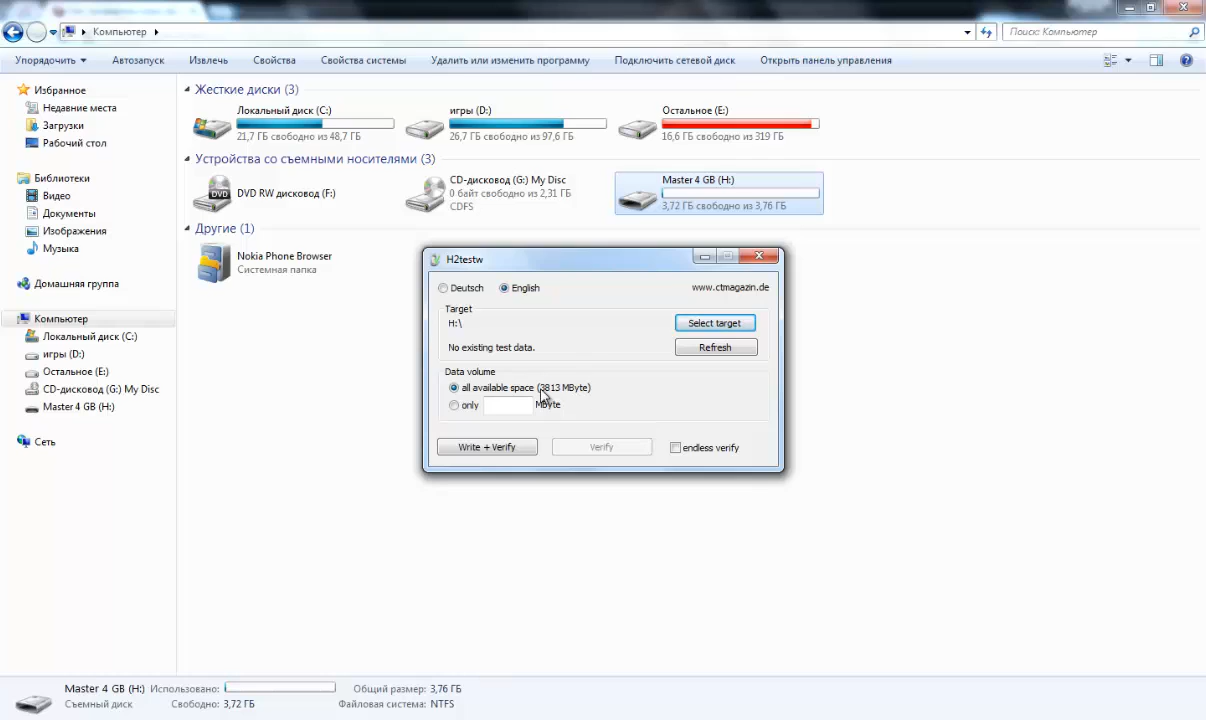 Компьютер
Поиск: Компьютер
Упорядочить Автозапуск Извлечь Свойства Свойства системы Удалить или изменить программу Подключить сетевой диск Открыть панель управления
Избранное
Недавние места
Загрузки
Рабочий стол
Библиотеки
Видео
Документы
Изображения
Музыка
Домашняя группа
Компьютер
Локальный диск (C:)
игры (D:)
Остальное (E:)
CD-дисковод (G:) My Disc
Master 4 GB (H:)
Сеть
Жесткие диски (3)
Локальный диск (C:)
21,7 ГБ свободно из 48,7 ГБ
игры (D:)
26,7 ГБ свободно из 97,6 ГБ
Остальное (E:)
16,6 ГБ свободно из 319 ГБ
Устройства со съемными носителями (3)
DVD
DVD RW дисковод (F:)
CD-дисковод (G:) My Disc
0 байт свободно из 2,31 ГБ
CDFS
Master 4 GB (H:)
3,72 ГБ свободно из 3,76 ГБ
Другие (1)
Nokia Phone Browser
Системная папка
H2testw
Deutsch English www.ctmagazin.de
Target
H:\
Select target
No existing test data.
Refresh
Data volume
all available space (3813 MByte)
only MByte
Write + Verify Verify endless verify
Master 4 GB (H:) Использовано: Общий размер: 3,76 ГБ
Съемный диск Свободно: 3,72 ГБ Файловая система: NTFS